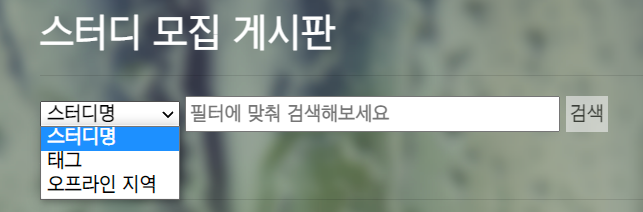 스터디 모집 게시판
스터디명 필터에 맞춰 검색해보세요 검색
스터디명
태그
오프라인 지역